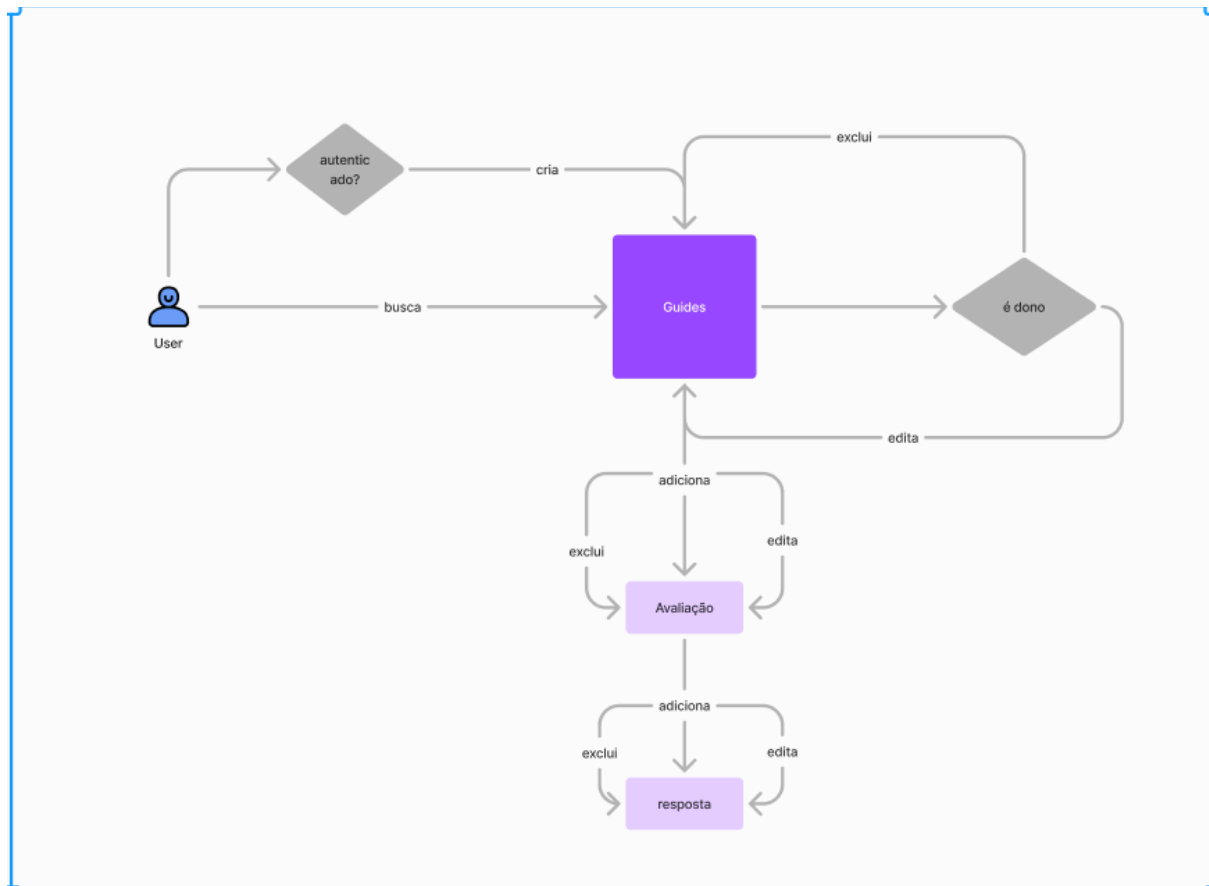 exclui
autentic
ado?
cria
busca
Guides
é dono
User
edita
adiciona
exclui
edita
Avaliação
adiciona
exclui
edita
resposta